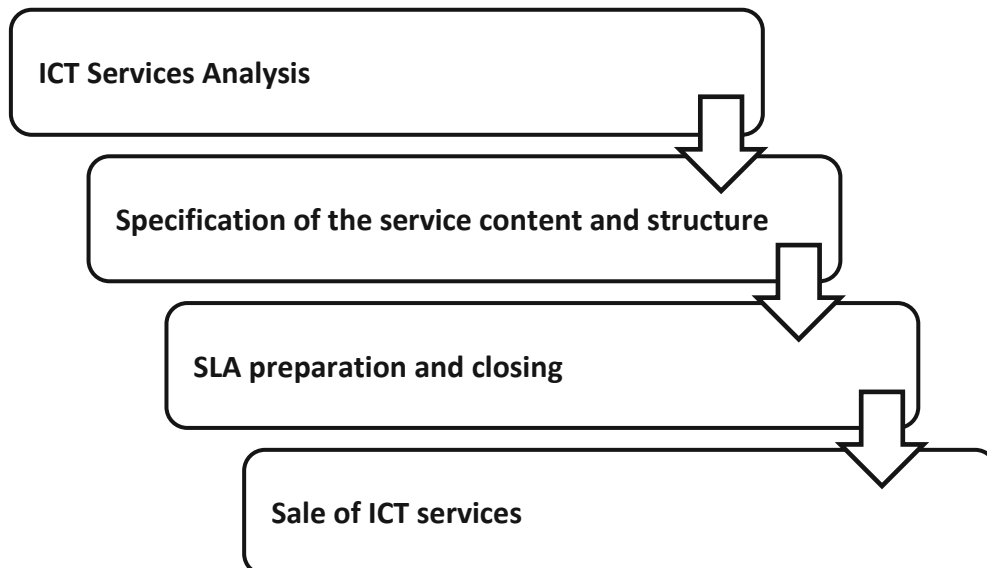 ICT Services Analysis
Specification of the service content and structure
SLA preparation and closing
Sale of ICT services